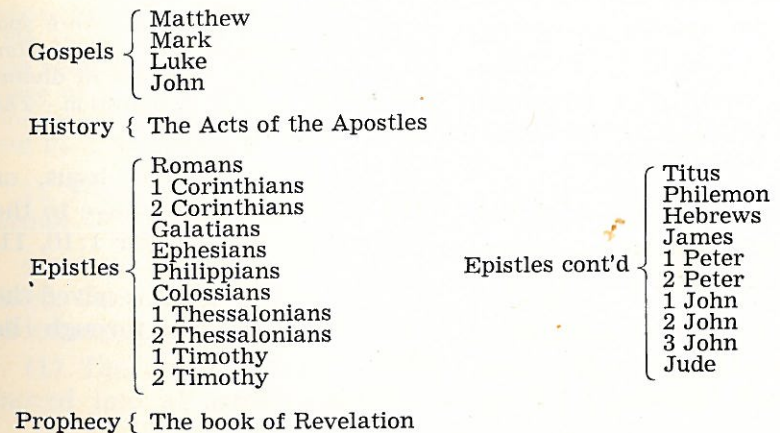 Gospels
Matthew
Mark
Luke
John
History { The Acts of the Apostles
Epistles
Romans
1 Corinthians
2 Corinthians
Galatians
Ephesians
Philippians
Colossians
1 Thessalonians
2 Thessalonians
1 Timothy
2 Timothy
Epistles cont'd
Titus
Philemon
Hebrews
James
1 Peter
2 Peter
1 John
2 John
3 John
Jude
Prophecy { The book of Revelation